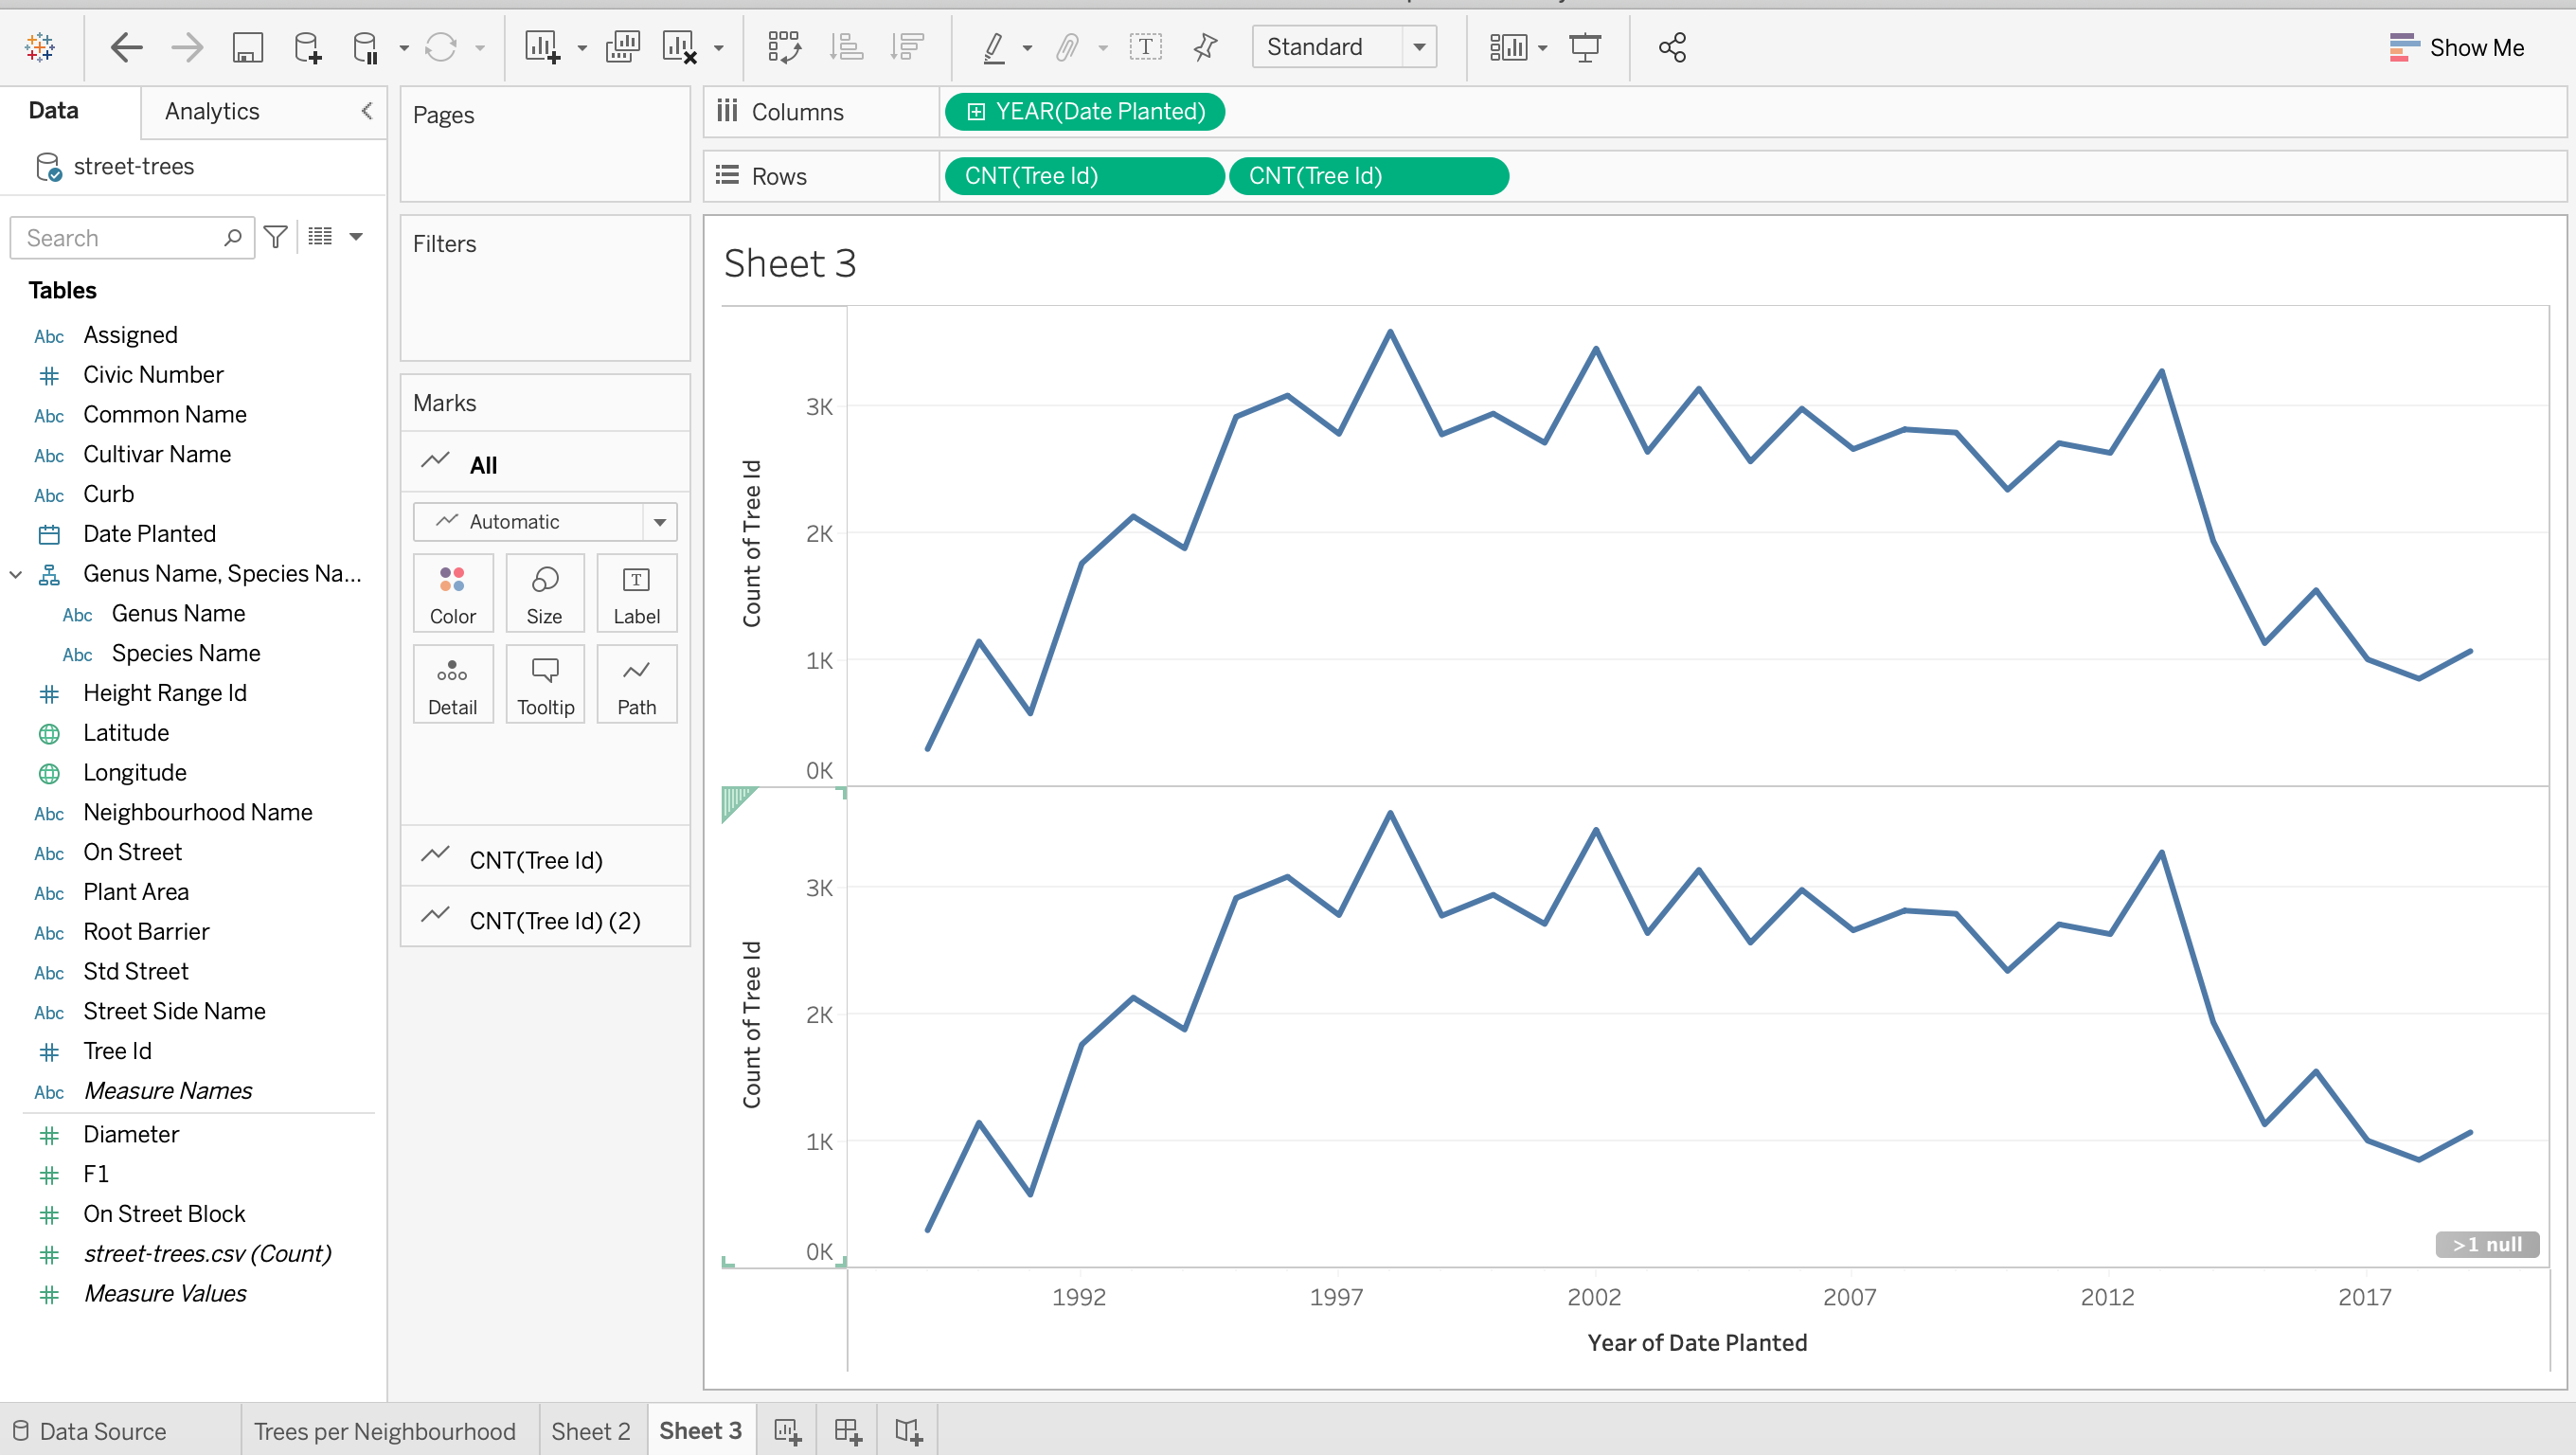 Standard
Show Me
Data
Analytics
street-trees
Search
Tables
Abc Assigned
Civic Number
Abc Common Name
Abc Cultivar Name
Abc Curb
Date Planted
Genus Name, Species Na...
Abc Genus Name
Abc Species Name
Height Range Id
Latitude
Longitude
Abc Neighbourhood Name
Abc On Street
Abc Plant Area
Abc Root Barrier
Abc Std Street
Abc Street Side Name
Tree Id
Abc Measure Names
Diameter
F1
On Street Block
street-trees.csv (Count)
Measure Values
Pages
Filters
Marks
All
Automatic
Color
Size
Label
Detail
Tooltip
Path
CNT(Tree Id)
CNT(Tree Id) (2)
Columns
YEAR(Date Planted)
Rows
CNT(Tree Id)
CNT(Tree Id)
Sheet 3
Count of Tree Id
3K
2K
1K
0K
Count of Tree Id
3K
2K
1K
0K
>1 null
1992
1997
2002
2007
2012
2017
Year of Date Planted
Data Source
Trees per Neighbourhood
Sheet 2
Sheet 3